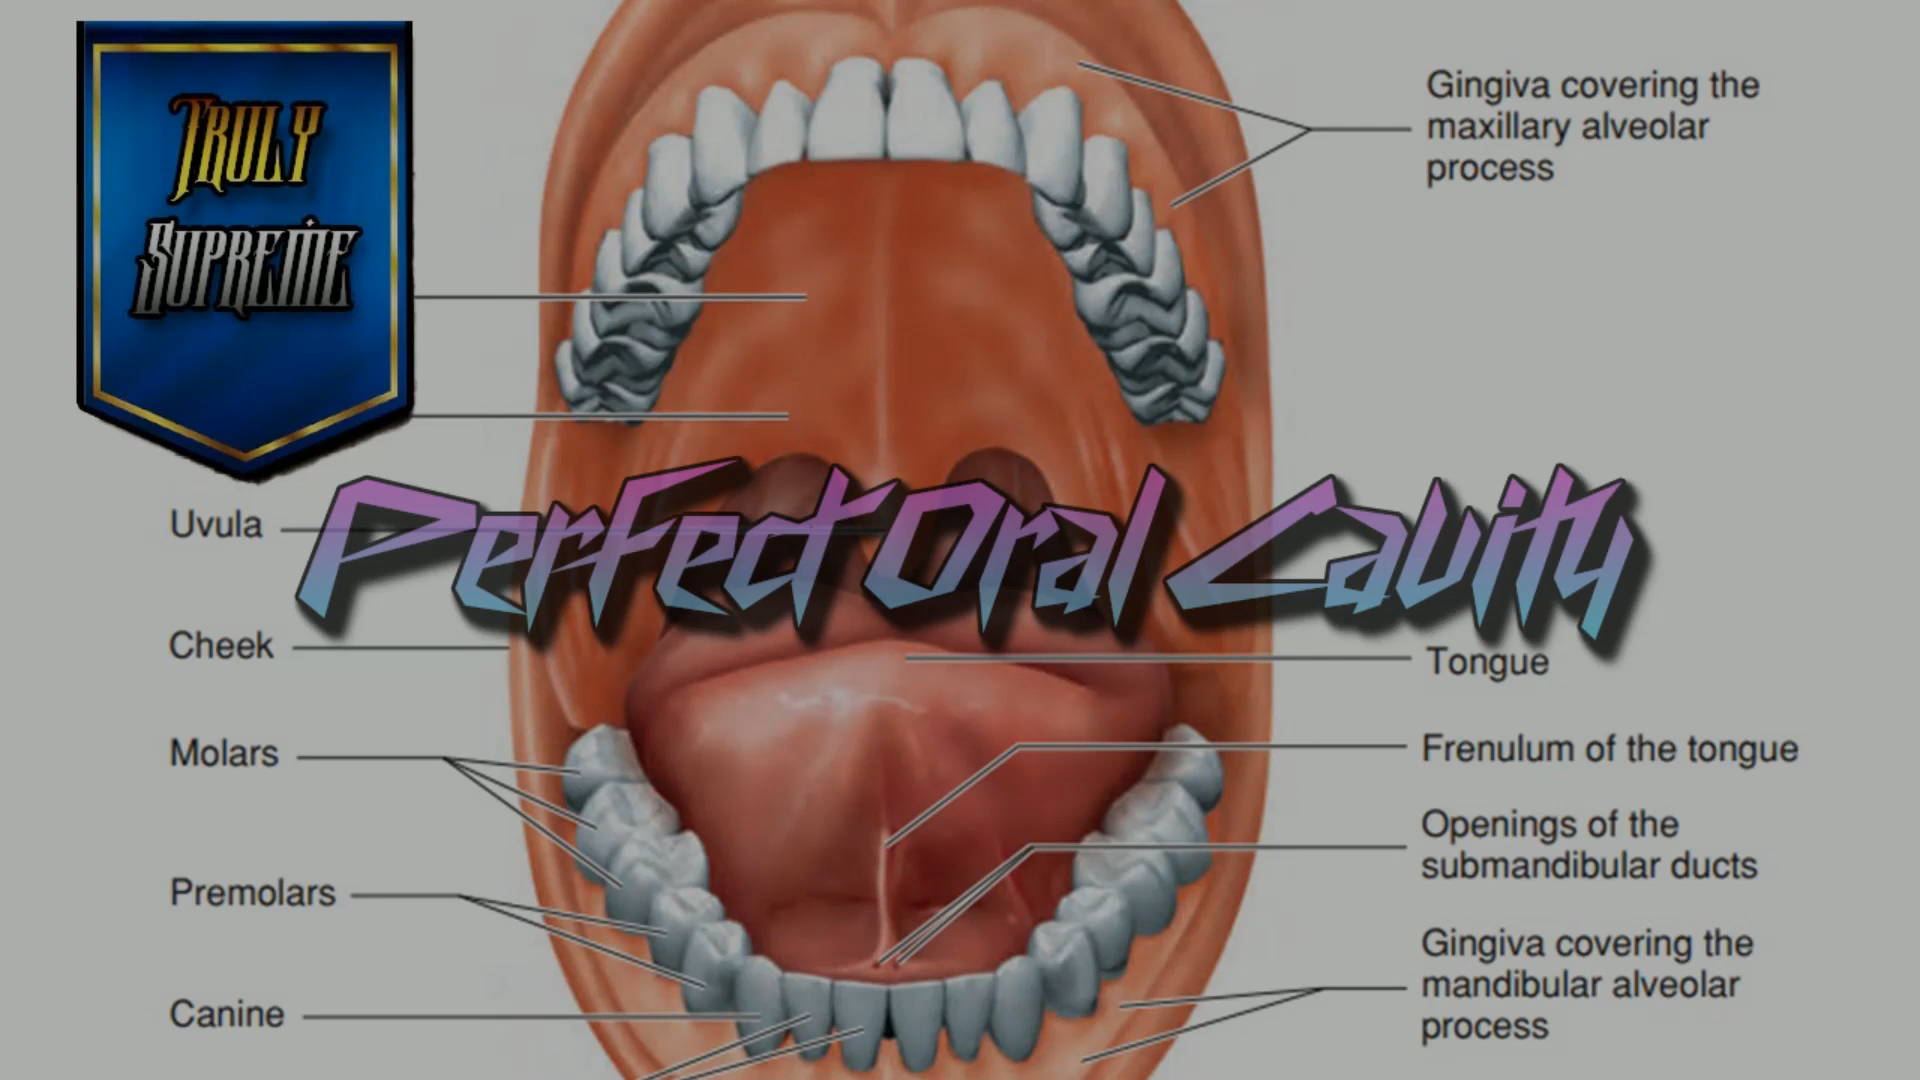 Truly
Supreme
Gingiva covering the
maxillary alveolar
process
Perfect Oral Cavity
Uvula
Cheek
Molars
Premolars
Canine
Tongue
Frenulum of the tongue
Openings of the
submandibular ducts
Gingiva covering the
mandibular alveolar
process